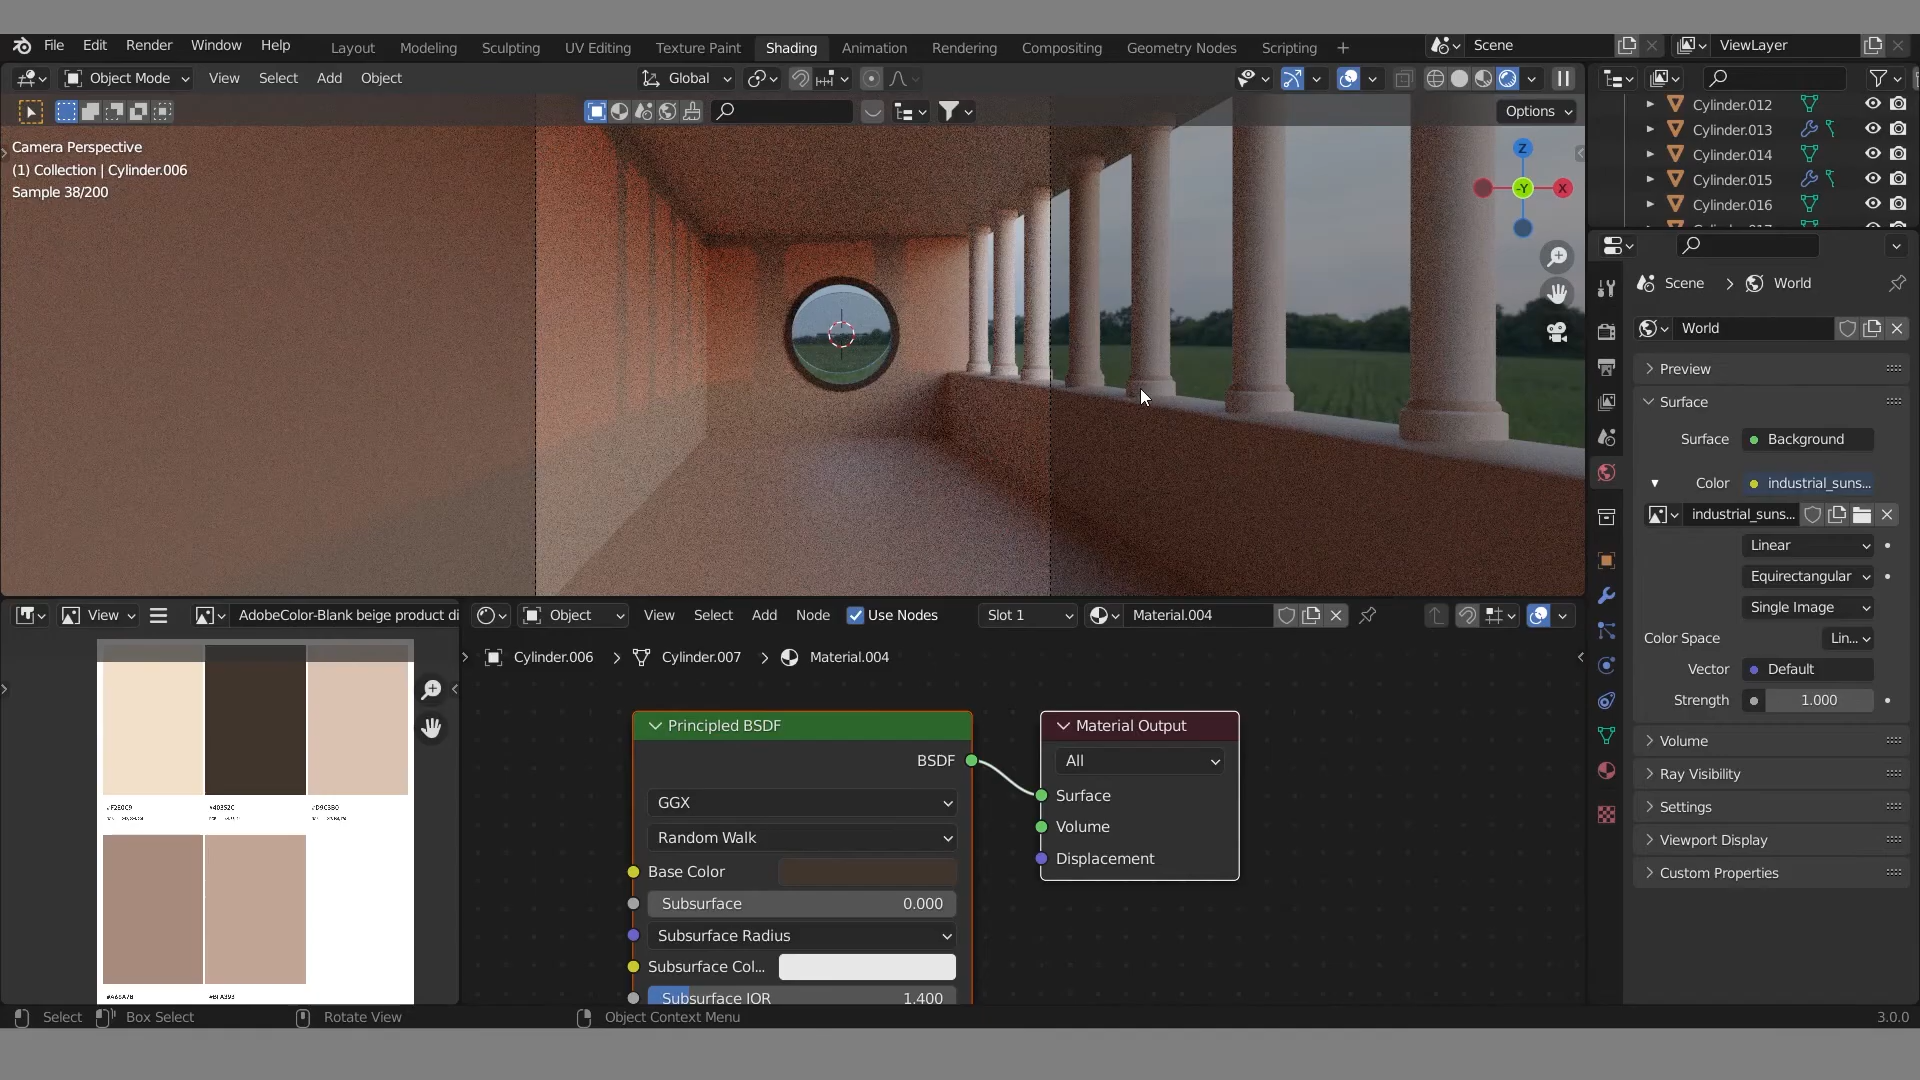 File Edit Render Window Help
Layout Modeling Sculpting UV Editing Texture Paint Shading Animation Rendering Compositing Geometry Nodes Scripting +
Scene
ViewLayer
Object Mode View Select Add Object
Global
Options
Camera Perspective
(1) Collection | Cylinder.006
Sample 38/200
Z
-Y
X
Cylinder.012
Cylinder.013
Cylinder.014
Cylinder.015
Cylinder.016
Scene > World
World
Preview
Surface
Surface Background
Color industrial_suns...
industrial_suns...
Linear
Equirectangular
Single Image
Color Space Lin...
Vector Default
Strength 1.000
Volume
Ray Visibility
Settings
Viewport Display
Custom Properties
View
AdobeColor-Blank beige product di
Object View Select Add Node Use Nodes
Slot 1
Material.004
Cylinder.006 > Cylinder.007 > Material.004
Principled BSDF
BSDF
GGX
Random Walk
Base Color
Subsurface 0.000
Subsurface Radius
Subsurface Col...
Subsurface IOR 1.400
Material Output
All
Surface
Volume
Displacement
Select Box Select Rotate View Object Context Menu
3.0.0